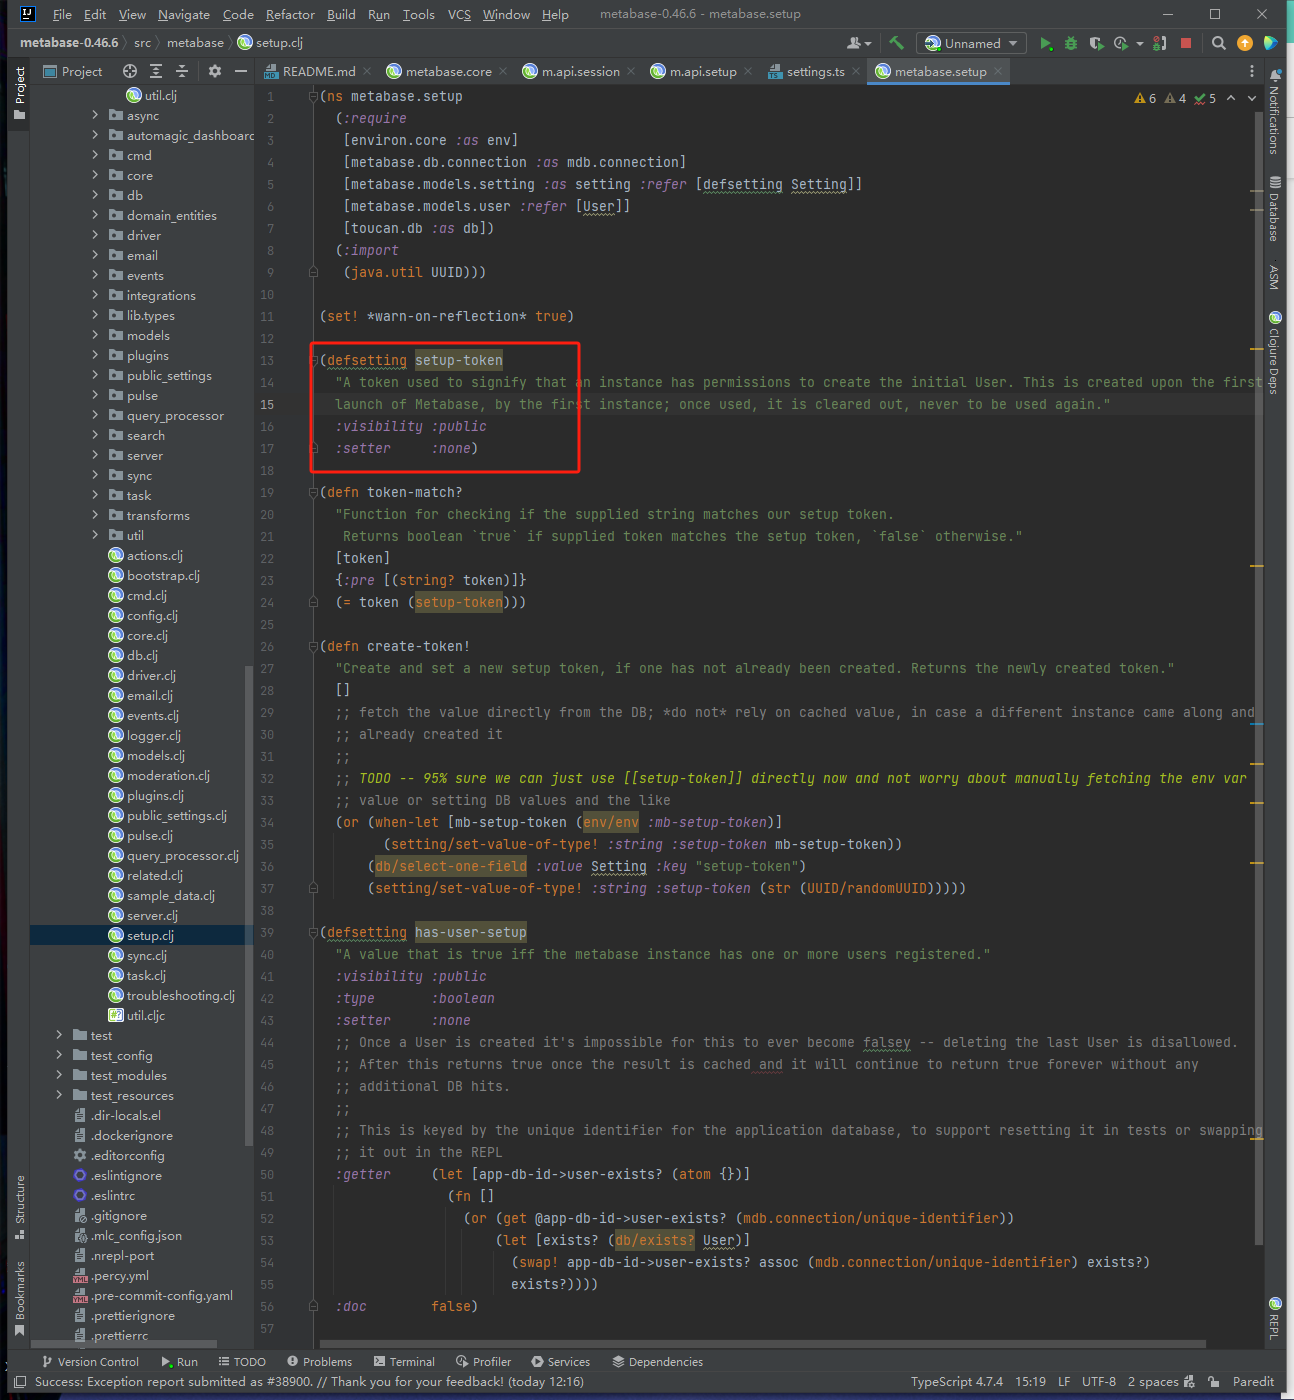 File Edit View Navigate Code Refactor Build Run Tools VCS Window Help metabase-0.46.6 - metabase.setup
metabase-0.46.6 src metabase setup.clj Unnamed
Project README.md metabase.core m.api.session m.api.setup settings.ts metabase.setup
Project
Structure
Bookmarks
util.clj
async
automagic_dashboard
cmd
core
db
domain_entities
driver
email
events
integrations
lib.types
models
plugins
public_settings
pulse
query_processor
search
server
sync
task
transforms
util
actions.clj
bootstrap.clj
cmd.clj
config.clj
core.clj
db.clj
driver.clj
email.clj
events.clj
logger.clj
models.clj
moderation.clj
plugins.clj
public_settings.clj
pulse.clj
query_processor.clj
related.clj
sample_data.clj
server.clj
setup.clj
sync.clj
task.clj
troubleshooting.clj
util.cljc
test
test_config
test_modules
test_resources
.dir-locals.el
.dockerignore
.editorconfig
.eslintignore
.eslintrc
.gitignore
.mlc_config.json
.nrepl-port
.percy.yml
.pre-commit-config.yaml
.prettierignore
.prettierrc
6 4 5
1 (ns metabase.setup
2 (:require
3 [environ.core :as env]
4 [metabase.db.connection :as mdb.connection]
5 [metabase.models.setting :as setting :refer [defsetting Setting]]
6 [metabase.models.user :refer [User]]
7 [toucan.db :as db])
8 (:import
9 (java.util UUID)))
10
11 (set! *warn-on-reflection* true)
12
13 (defsetting setup-token
14 "A token used to signify that an instance has permissions to create the initial User. This is created upon the first
15 launch of Metabase, by the first instance; once used, it is cleared out, never to be used again."
16 :visibility :public
17 :setter :none)
18
19 (defn token-match?
20 "Function for checking if the supplied string matches our setup token.
21 Returns boolean `true` if supplied token matches the setup token, `false` otherwise."
22 [token]
23 {:pre [(string? token)]}
24 (= token (setup-token)))
25
26 (defn create-token!
27 "Create and set a new setup token, if one has not already been created. Returns the newly created token."
28 []
29 ;; fetch the value directly from the DB; *do not* rely on cached value, in case a different instance came along and
30 ;; already created it
31 ;;
32 ;; TODO -- 95% sure we can just use [[setup-token]] directly now and not worry about manually fetching the env var
33 ;; value or setting DB values and the like
34 (or (when-let [mb-setup-token (env/env :mb-setup-token)]
35 (setting/set-value-of-type! :string :setup-token mb-setup-token))
36 (db/select-one-field :value Setting :key "setup-token")
37 (setting/set-value-of-type! :string :setup-token (str (UUID/randomUUID)))))
38
39 (defsetting has-user-setup
40 "A value that is true iff the metabase instance has one or more users registered."
41 :visibility :public
42 :type :boolean
43 :setter :none
44 ;; Once a User is created it's impossible for this to ever become falsey -- deleting the last User is disallowed.
45 ;; After this returns true once the result is cached and it will continue to return true forever without any
46 ;; additional DB hits.
47 ;;
48 ;; This is keyed by the unique identifier for the application database, to support resetting it in tests or swapping
49 ;; it out in the REPL
50 :getter (let [app-db-id->user-exists? (atom {})]
51 (fn []
52 (or (get @app-db-id->user-exists? (mdb.connection/unique-identifier))
53 (let [exists? (db/exists? User)]
54 (swap! app-db-id->user-exists? assoc (mdb.connection/unique-identifier) exists?)
55 exists?))))
56 :doc false)
57
Notifications
Database
ASM
Clojure Deps
REPL
Version Control Run TODO Problems Terminal Profiler Services Dependencies
Success: Exception report submitted as #38900. // Thank you for your feedback! (today 12:16) TypeScript 4.7.4 15:19 LF UTF-8 2 spaces Paredit